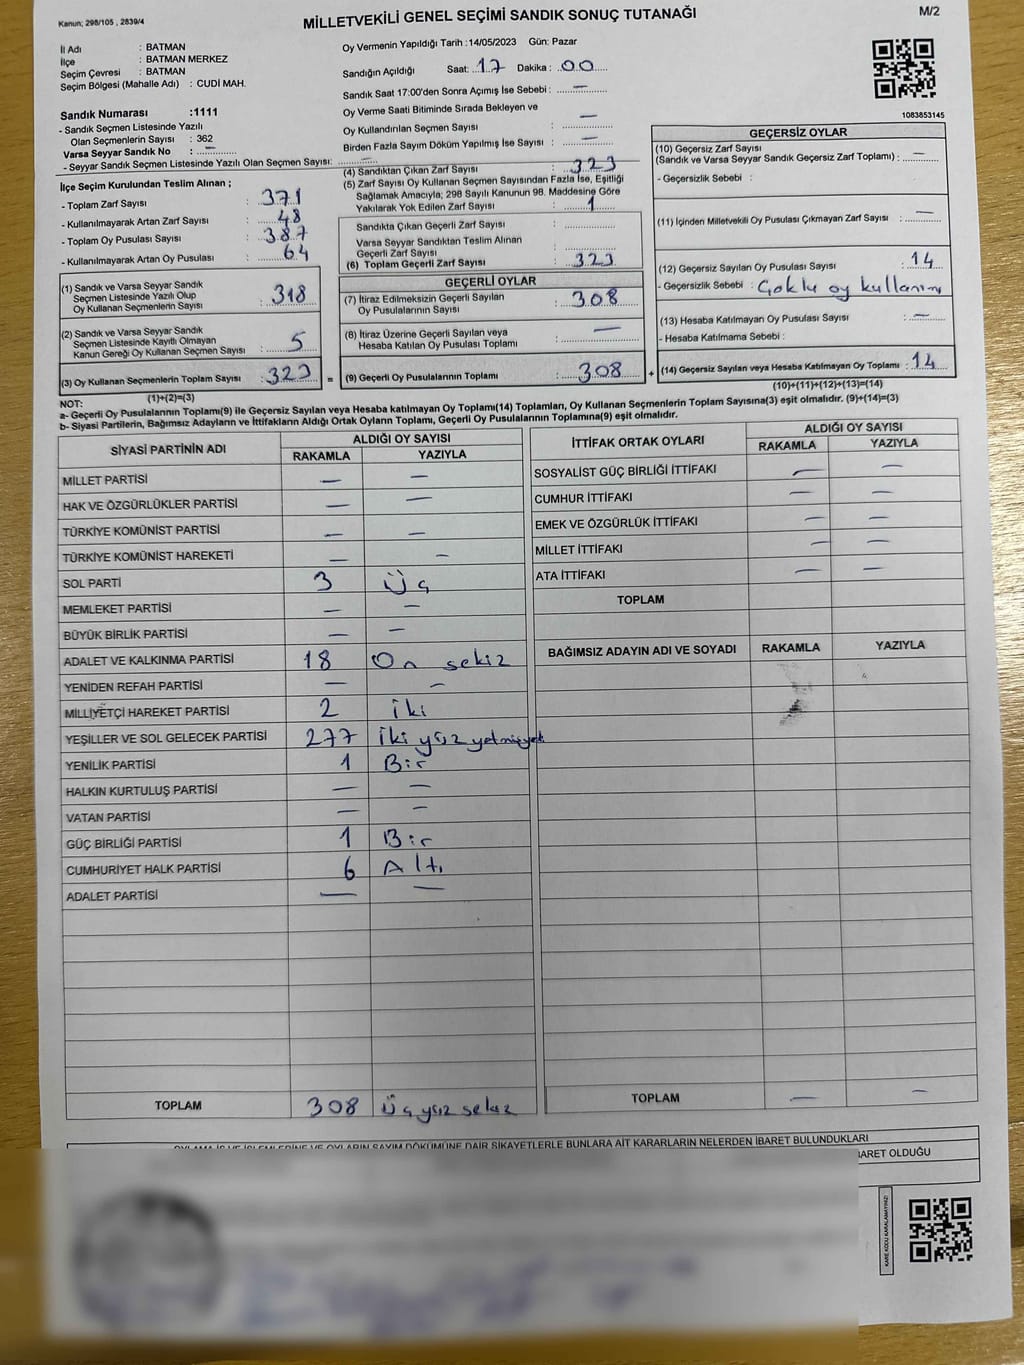 Kanun; 298/105 , 2839/4
MİLLETVEKİLİ GENEL SEÇİMİ SANDIK SONUÇ TUTANAĞI
M/2
İl Adı : BATMAN
İlçe : BATMAN MERKEZ
Seçim Çevresi : BATMAN
Seçim Bölgesi (Mahalle Adı) : CUDİ MAH.
Oy Vermenin Yapıldığı Tarih :14/05/2023 Gün: Pazar
Sandığın Açıldığı Saat: 17 Dakika : 00
Sandık Saat 17:00'den Sonra Açımış İse Sebebi : —
Oy Verme Saati Bitiminde Sırada Bekleyen ve
Oy Kullandırılan Seçmen Sayısı : —
Birden Fazla Sayım Döküm Yapılmış İse Sayısı : —
1083853145
Sandık Numarası :1111
- Sandık Seçmen Listesinde Yazılı
Olan Seçmenlerin Sayısı : 362
Varsa Seyyar Sandık No : —
- Seyyar Sandık Seçmen Listesinde Yazılı Olan Seçmen Sayısı: —
İlçe Seçim Kurulundan Teslim Alınan ;
- Toplam Zarf Sayısı : 371
- Kullanılmayarak Artan Zarf Sayısı : 48
- Toplam Oy Pusulası Sayısı : 387
- Kullanılmayarak Artan Oy Pusulası : 64
(1) Sandık ve Varsa Seyyar Sandık
Seçmen Listesinde Yazılı Olup
Oy Kullanan Seçmenlerin Sayısı : 318
(2) Sandık ve Varsa Seyyar Sandık
Seçmen Listesinde Kayıtlı Olmayan
Kanun Gereği Oy Kullanan Seçmen Sayısı : 5
(3) Oy Kullanan Seçmenlerin Toplam Sayısı : 323 =
(1)+(2)=(3)
(4) Sandıktan Çıkan Zarf Sayısı : 323
(5) Zarf Sayısı Oy Kullanan Seçmen Sayısından Fazla İse, Eşitliği
Sağlamak Amacıyla; 298 Sayılı Kanunun 98. Maddesine Göre
Yakılarak Yok Edilen Zarf Sayısı : 1
Sandıkta Çıkan Geçerli Zarf Sayısı :
Varsa Seyyar Sandıktan Teslim Alınan
Geçerli Zarf Sayısı :
(6) Toplam Geçerli Zarf Sayısı : 323
GEÇERLİ OYLAR
(7) İtiraz Edilmeksizin Geçerli Sayılan
Oy Pusulalarının Sayısı : 308
(8) İtiraz Üzerine Geçerli Sayılan veya
Hesaba Katılan Oy Pusulası Toplamı : —
(9) Geçerli Oy Pusulalarının Toplamı : 308 +
GEÇERSİZ OYLAR
(10) Geçersiz Zarf Sayısı
(Sandık ve Varsa Seyyar Sandık Geçersiz Zarf Toplamı) : —
- Geçersizlik Sebebi :
(11) İçinden Milletvekili Oy Pusulası Çıkmayan Zarf Sayısı : —
(12) Geçersiz Sayılan Oy Pusulası Sayısı : 14
- Geçersizlik Sebebi : Çoklu oy kullanımı
(13) Hesaba Katılmayan Oy Pusulası Sayısı : —
- Hesaba Katılmama Sebebi :
(14) Geçersiz Sayılan veya Hesaba Katılmayan Oy Toplamı : 14
(10)+(11)+(12)+(13)=(14)
NOT:
a- Geçerli Oy Pusulalarının Toplamı(9) ile Geçersiz Sayılan veya Hesaba katılmayan Oy Toplamı(14) Toplamları, Oy Kullanan Seçmenlerin Toplam Sayısına(3) eşit olmalıdır. (9)+(14)=(3)
b- Siyasi Partilerin, Bağımsız Adayların ve İttifakların Aldığı Ortak Oyların Toplamı, Geçerli Oy Pusulalarının Toplamına(9) eşit olmalıdır.
SİYASİ PARTİNİN ADI
ALDIĞI OY SAYISI
RAKAMLA YAZIYLA
MİLLET PARTİSİ — —
HAK VE ÖZGÜRLÜKLER PARTİSİ — —
TÜRKİYE KOMÜNİST PARTİSİ — —
TÜRKİYE KOMÜNİST HAREKETİ — —
SOL PARTİ 3 Üç
MEMLEKET PARTİSİ — —
BÜYÜK BİRLİK PARTİSİ — —
ADALET VE KALKINMA PARTİSİ 18 On sekiz
YENİDEN REFAH PARTİSİ — —
MİLLİYETÇİ HAREKET PARTİSİ 2 iki
YEŞİLLER VE SOL GELECEK PARTİSİ 277 iki yüz yetmişyedi
YENİLİK PARTİSİ 1 Bir
HALKIN KURTULUŞ PARTİSİ — —
VATAN PARTİSİ — —
GÜÇ BİRLİĞİ PARTİSİ 1 Bir
CUMHURİYET HALK PARTİSİ 6 Altı
ADALET PARTİSİ — —
TOPLAM 308 Üç yüz sekiz
İTTİFAK ORTAK OYLARI
ALDIĞI OY SAYISI
RAKAMLA YAZIYLA
SOSYALİST GÜÇ BİRLİĞİ İTTİFAKI — —
CUMHUR İTTİFAKI — —
EMEK VE ÖZGÜRLÜK İTTİFAKI — —
MİLLET İTTİFAKI — —
ATA İTTİFAKI — —
TOPLAM
BAĞIMSIZ ADAYIN ADI VE SOYADI RAKAMLA YAZIYLA
TOPLAM — —
OYLAMA İŞ VE İŞLEMLERİNE VE OYLARIN SAYIM DÖKÜMÜNE DAİR ŞİKAYETLERLE BUNLARA AİT KARARLARIN NELERDEN İBARET BULUNDUKLARI
İBARET OLDUĞU
KARE KODU KARALAMAYINIZ!